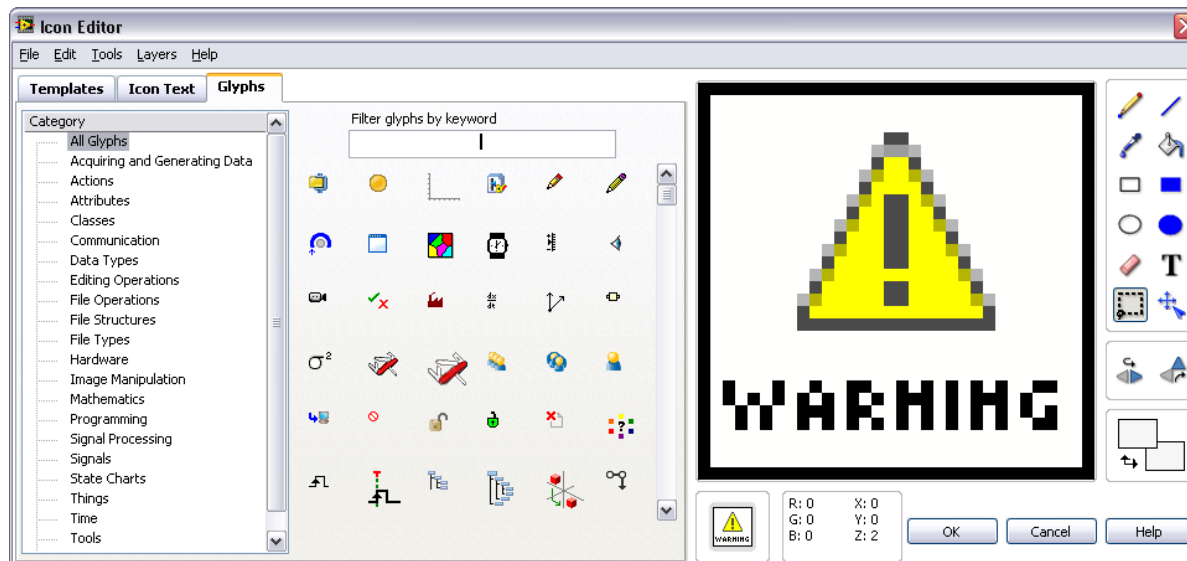 Icon Editor
File Edit Tools Layers Help
Templates Icon Text Glyphs
Category
All Glyphs
Acquiring and Generating Data
Actions
Attributes
Classes
Communication
Data Types
Editing Operations
File Operations
File Structures
File Types
Hardware
Image Manipulation
Mathematics
Programming
Signal Processing
Signals
State Charts
Things
Time
Tools
Filter glyphs by keyword
dx
dt
σ²
?
!
WARNING
T
WARNING
R: 0 X: 0
G: 0 Y: 0
B: 0 Z: 2
OK Cancel Help